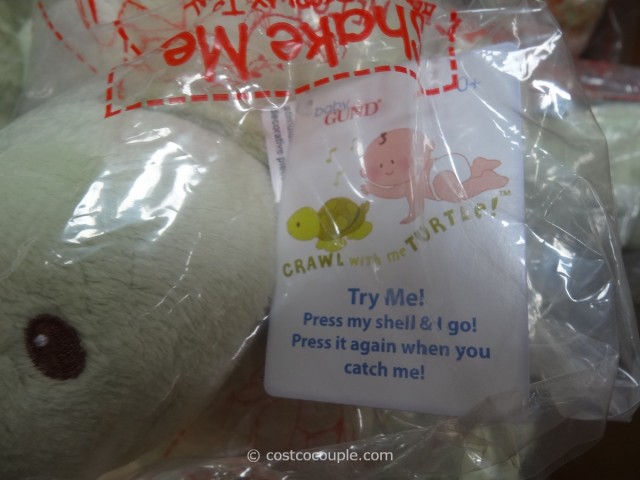 Shake Me
0+
baby
GUND®
CRAWL with me TURTLE!™
Try Me!
Press my shell & I go!
Press it again when you
catch me!
© costcocouple.com